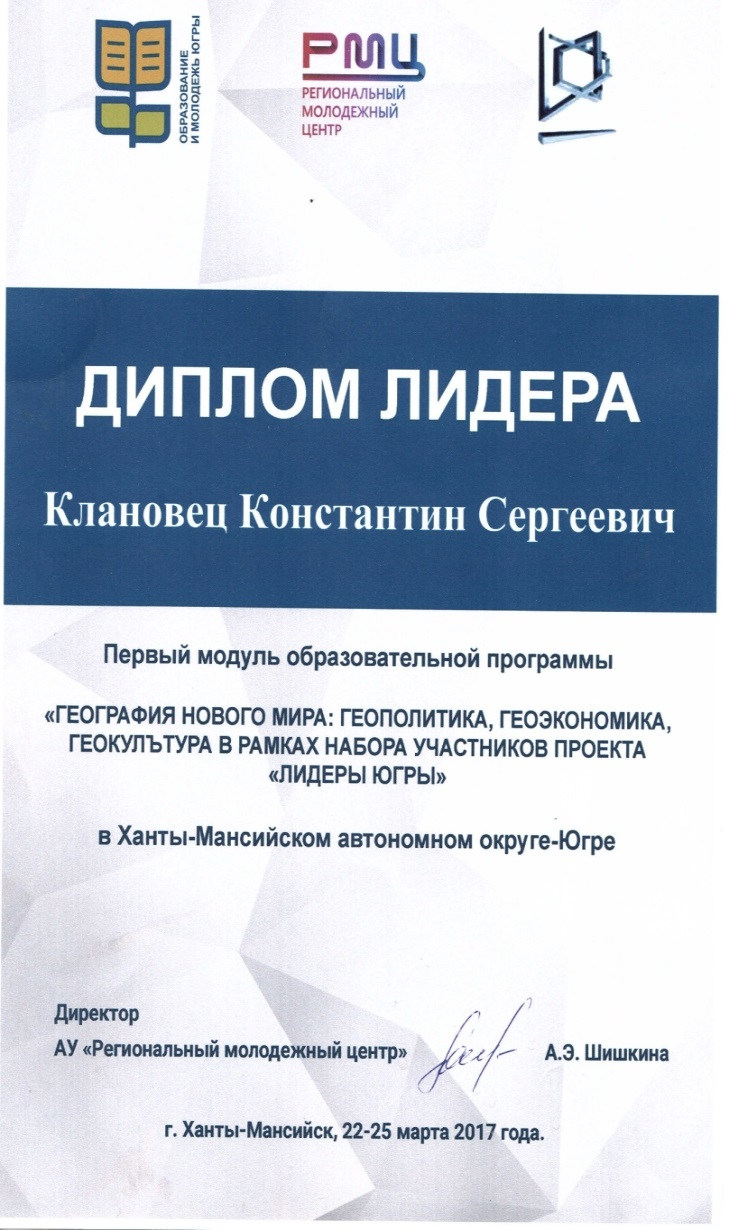 ОБРАЗОВАНИЕ
И МОЛОДЕЖЬ ЮГРЫ
РМЦ
РЕГИОНАЛЬНЫЙ
МОЛОДЕЖНЫЙ
ЦЕНТР
ДИПЛОМ ЛИДЕРА
Клановец Константин Сергеевич
Первый модуль образовательной программы
«ГЕОГРАФИЯ НОВОГО МИРА: ГЕОПОЛИТИКА, ГЕОЭКОНОМИКА,
ГЕОКУЛЪТУРА В РАМКАХ НАБОРА УЧАСТНИКОВ ПРОЕКТА
«ЛИДЕРЫ ЮГРЫ»
в Ханты-Мансийском автономном округе-Югре
Директор
АУ «Региональный молодежный центр» А.Э. Шишкина
г. Ханты-Мансийск, 22-25 марта 2017 года.